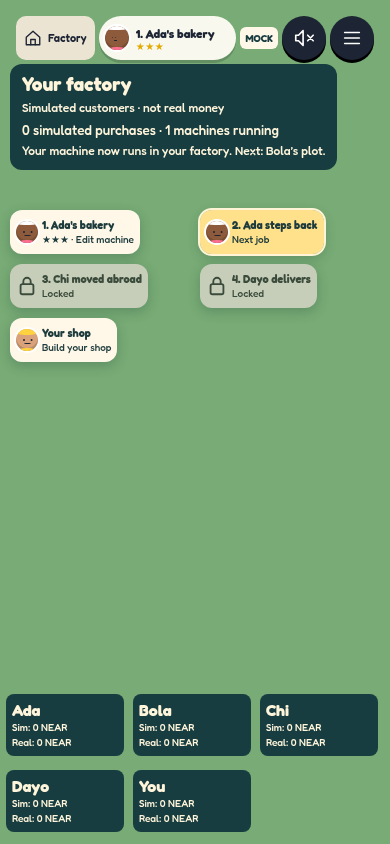 Factory
1. Ada's bakery
★★★
MOCK
Your factory
Simulated customers · not real money
0 simulated purchases · 1 machines running
Your machine now runs in your factory. Next: Bola's plot.
1. Ada's bakery
★★★ · Edit machine
2. Ada steps back
Next job
3. Chi moved abroad
Locked
4. Dayo delivers
Locked
Your shop
Build your shop
Ada
Sim: 0 NEAR
Real: 0 NEAR
Bola
Sim: 0 NEAR
Real: 0 NEAR
Chi
Sim: 0 NEAR
Real: 0 NEAR
Dayo
Sim: 0 NEAR
Real: 0 NEAR
You
Sim: 0 NEAR
Real: 0 NEAR